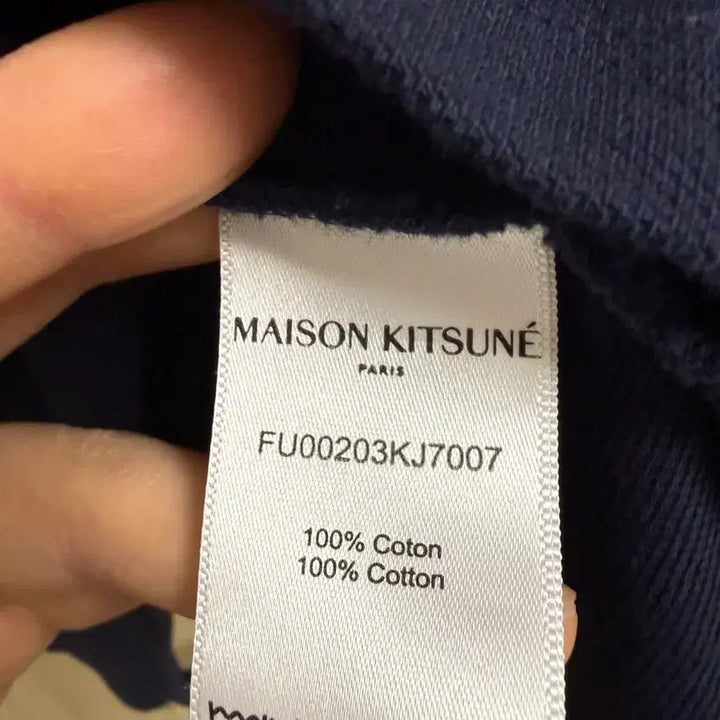 MAISON KITSUNÉ
PARIS
FU00203KJ7007
100% Coton
100% Cotton